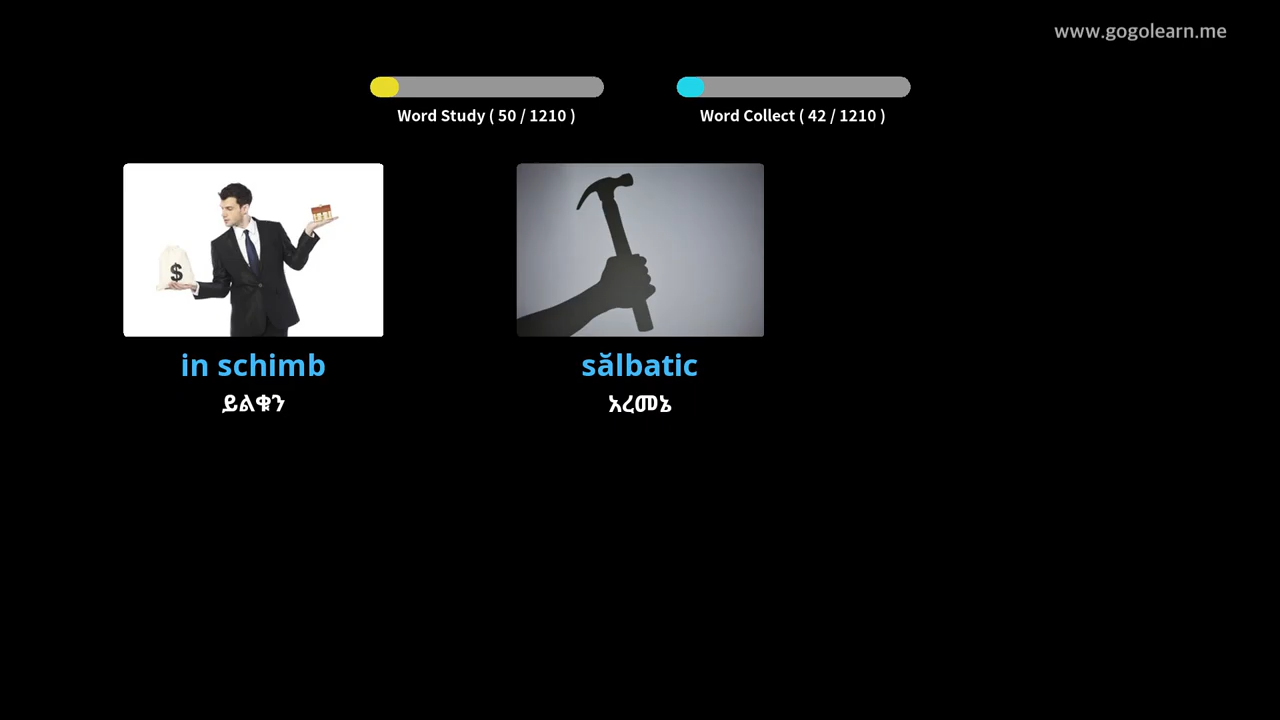 www.gogolearn.me
Word Study ( 50 / 1210 )
Word Collect ( 42 / 1210 )
$
in schimb
ይልቁን
sălbatic
አረመኔ